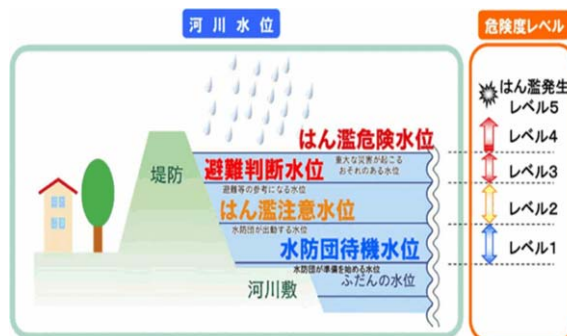 河川水位
危険度レベル
はん濫発生
レベル5
はん濫危険水位
レベル4
重大な災害が起こる
おそれのある水位
堤防
避難判断水位
レベル3
避難等の参考になる水位
はん濫注意水位
レベル2
水防団が出動する水位
水防団待機水位
レベル1
水防団が準備を始める水位
河川敷
ふだんの水位